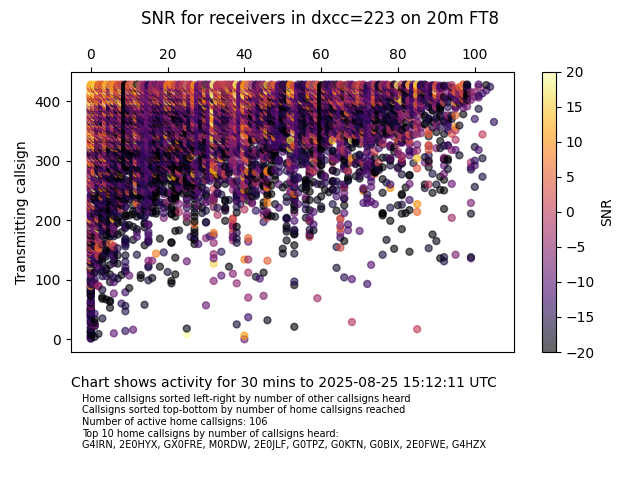 SNR for receivers in dxcc=223 on 20m FT8
0 20 40 60 80 100
400
300
200
100
0
Transmitting callsign
20
15
10
5
0
−5
−10
−15
−20
SNR
Chart shows activity for 30 mins to 2025-08-25 15:12:11 UTC
Home callsigns sorted left-right by number of other callsigns heard
Callsigns sorted top-bottom by number of home callsigns reached
Number of active home callsigns: 106
Top 10 home callsigns by number of callsigns heard:
G4IRN, 2E0HYX, GX0FRE, M0RDW, 2E0JLF, G0TPZ, G0KTN, G0BIX, 2E0FWE, G4HZX